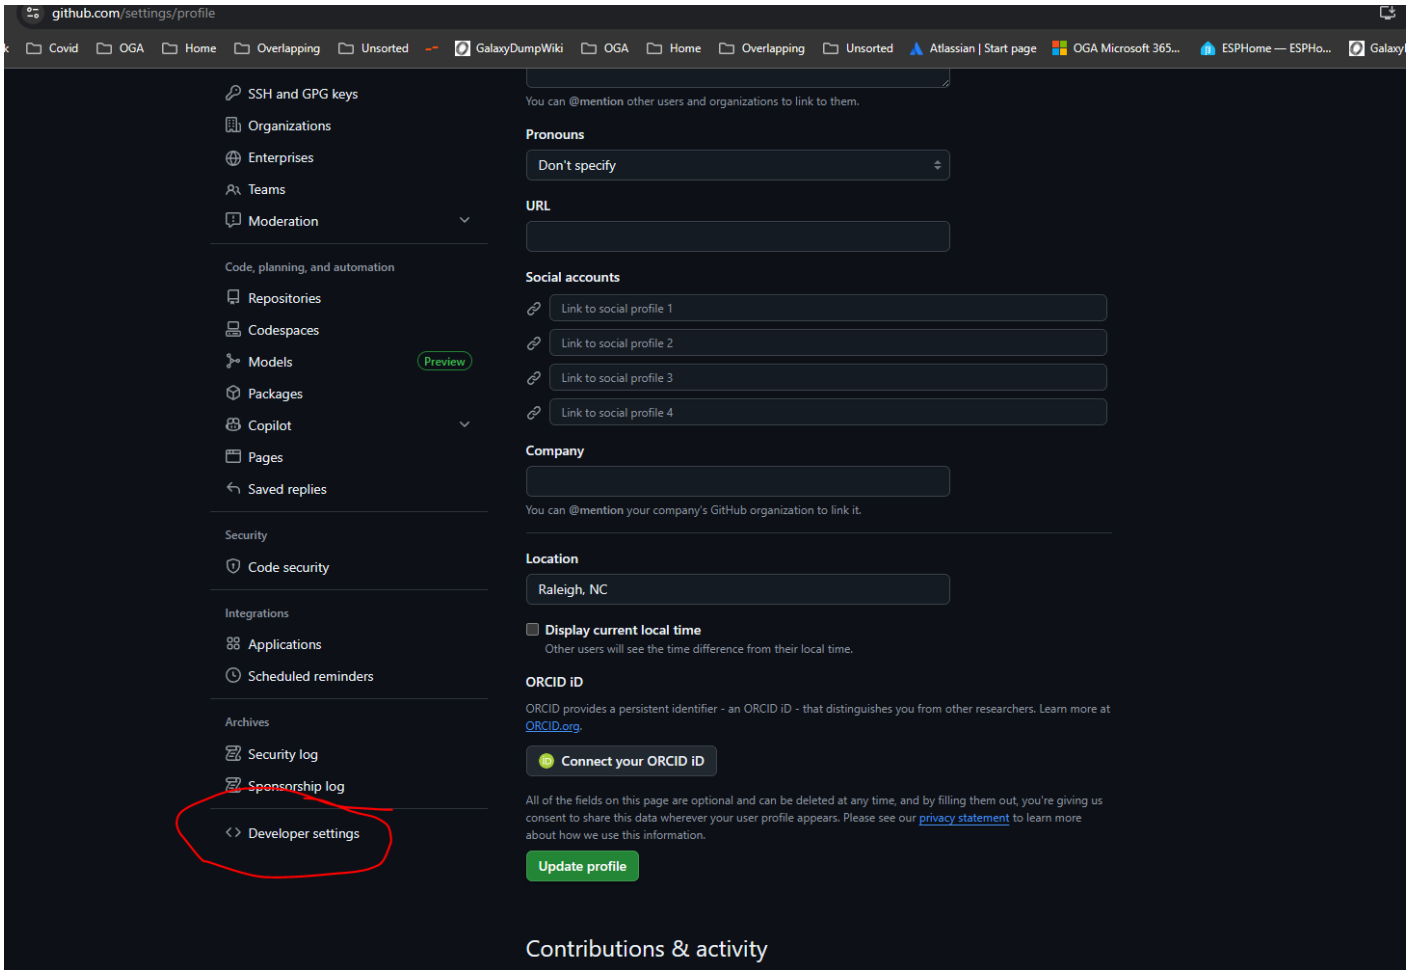 github.com/settings/profile
Covid OGA Home Overlapping Unsorted GalaxyDumpWiki OGA Home Overlapping Unsorted Atlassian | Start page OGA Microsoft 365... ESPHome — ESPHo...
SSH and GPG keys
Organizations
Enterprises
Teams
Moderation
Code, planning, and automation
Repositories
Codespaces
Models Preview
Packages
Copilot
Pages
Saved replies
Security
Code security
Integrations
Applications
Scheduled reminders
Archives
Security log
Sponsorship log
Developer settings
You can @mention other users and organizations to link to them.
Pronouns
Don't specify
URL
Social accounts
Link to social profile 1
Link to social profile 2
Link to social profile 3
Link to social profile 4
Company
You can @mention your company's GitHub organization to link it.
Location
Raleigh, NC
Display current local time
Other users will see the time difference from their local time.
ORCID iD
ORCID provides a persistent identifier - an ORCID iD - that distinguishes you from other researchers. Learn more at
ORCID.org.
iD Connect your ORCID iD
All of the fields on this page are optional and can be deleted at any time, and by filling them out, you're giving us
consent to share this data wherever your user profile appears. Please see our privacy statement to learn more
about how we use this information.
Update profile
Contributions & activity